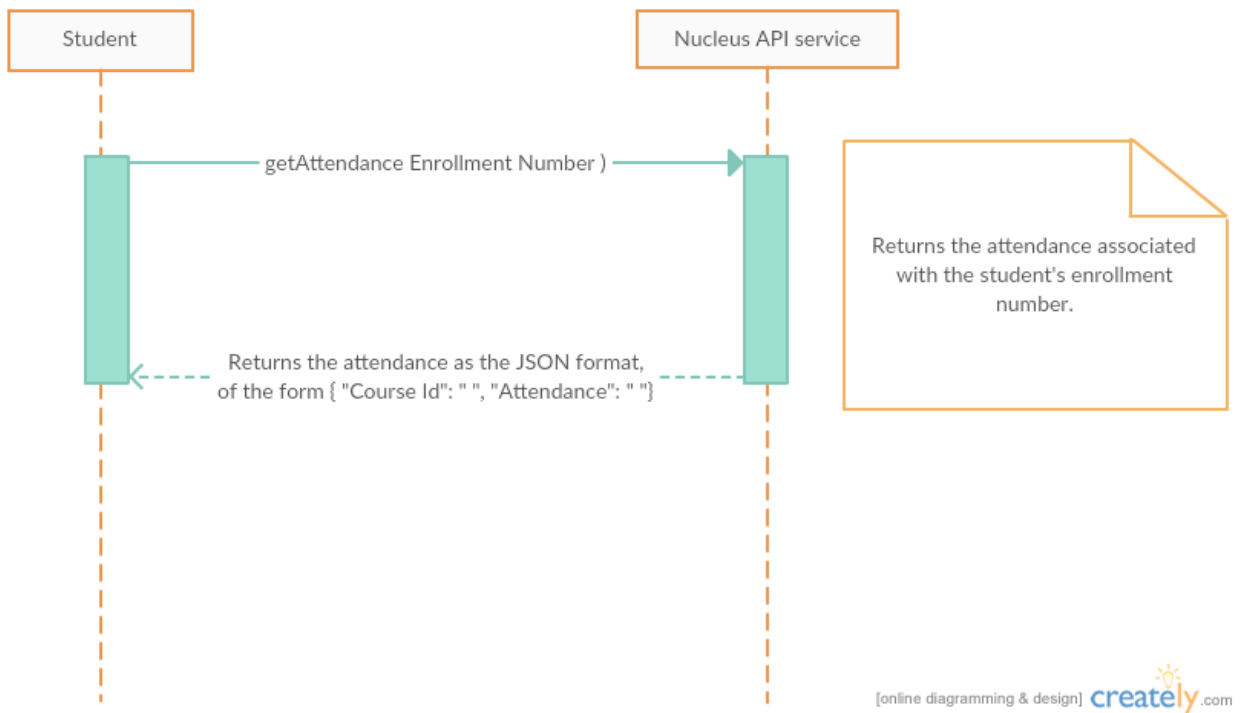 Student
Nucleus API service
getAttendance Enrollment Number )
Returns the attendance associated
with the student's enrollment
number.
Returns the attendance as the JSON format,
of the form { "Course Id": " ", "Attendance": " "}
[online diagramming & design] creately.com